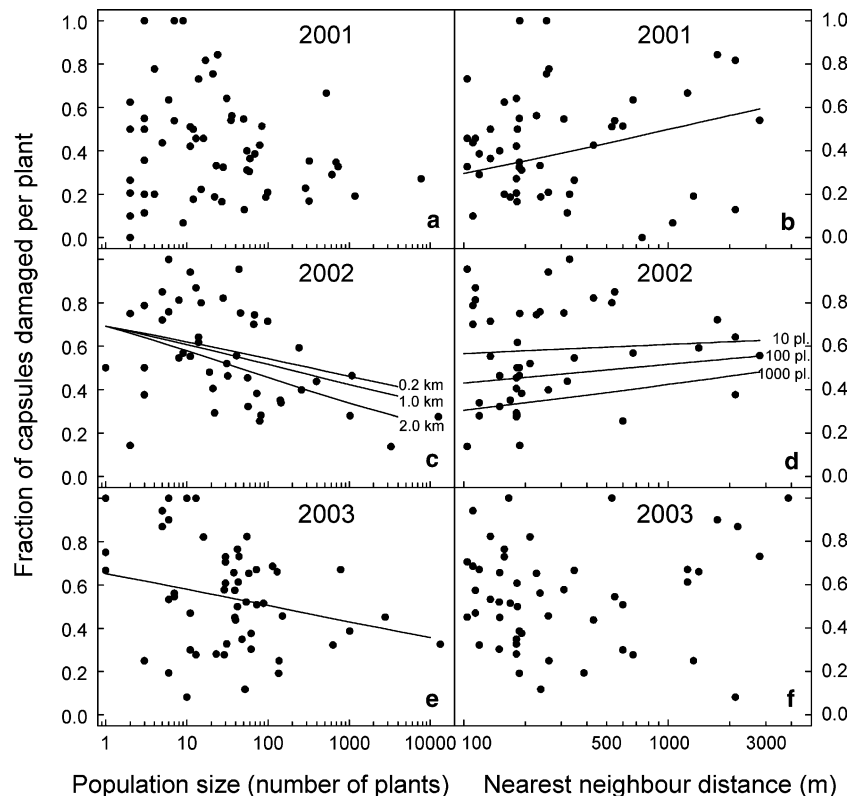 Fraction of capsules damaged per plant
2001
2001
1.0
0.8
0.6
0.4
0.2
0.0
a
b
1.0
0.8
0.6
0.4
0.2
0.0
2002
2002
0.8
0.6
0.4
0.2
0.0
0.2 km
1.0 km
2.0 km
c
10 pl.
100 pl.
1000 pl.
d
0.8
0.6
0.4
0.2
0.0
2003
2003
0.8
0.6
0.4
0.2
0.0
e
f
0.8
0.6
0.4
0.2
0.0
1 10 100 1000 10000 100 500 1000 3000
Population size (number of plants) Nearest neighbour distance (m)